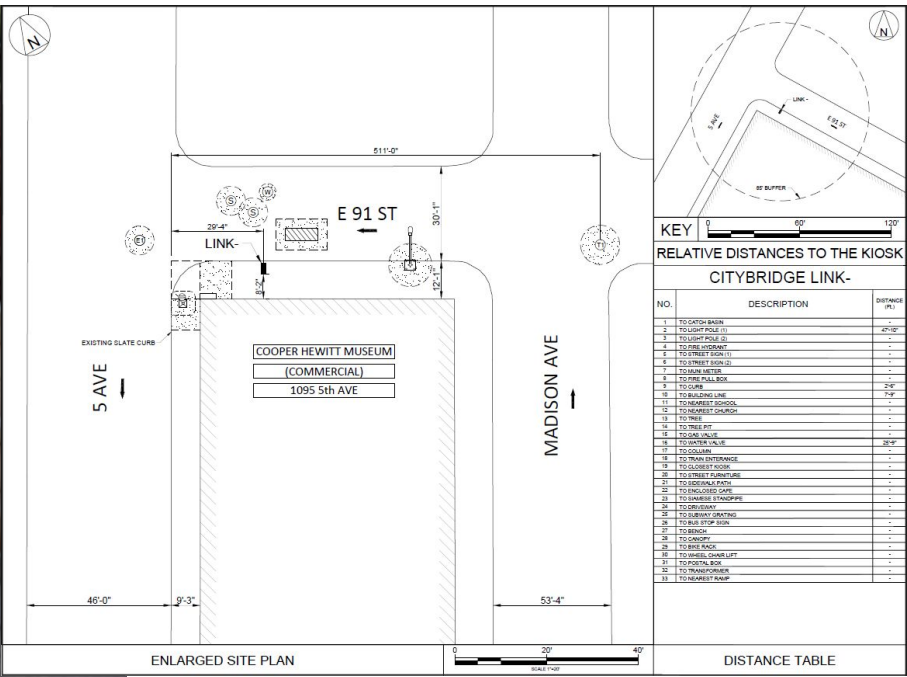 N
511'-0"
S
S
W
E1
T1
29'-4"
E 91 ST
30'-1"
LINK-
8'-2"
12'-1"
EXISTING SLATE CURB
COOPER HEWITT MUSEUM
(COMMERCIAL)
1095 5th AVE
5 AVE
MADISON AVE
46'-0"
9'-3"
53'-4"
ENLARGED SITE PLAN
0 20' 40'
SCALE 1"=20'
N
LINK -
5 AVE
E 91 ST
85' BUFFER
KEY
0 60' 120'
RELATIVE DISTANCES TO THE KIOSK
CITYBRIDGE LINK-
NO. DESCRIPTION DISTANCE (Ft.)
1 TO CATCH BASIN -
2 TO LIGHT POLE (1) 47'-10"
3 TO LIGHT POLE (2) -
4 TO FIRE HYDRANT -
5 TO STREET SIGN (1) -
6 TO STREET SIGN (2) -
7 TO MUNI METER -
8 TO FIRE PULL BOX -
9 TO CURB 2'-6"
10 TO BUILDING LINE 7'-9"
11 TO NEAREST SCHOOL -
12 TO NEAREST CHURCH -
13 TO TREE -
14 TO TREE PIT -
15 TO GAS VALVE -
16 TO WATER VALVE 25'-9"
17 TO COLUMN -
18 TO TRAIN ENTERANCE -
19 TO CLOSEST KIOSK -
20 TO STREET FURNITURE -
21 TO SIDEWALK PATH -
22 TO ENCLOSED CAFE -
23 TO SIAMESE STANDPIPE -
24 TO DRIVEWAY -
25 TO SUBWAY GRATING -
26 TO BUS STOP SIGN -
27 TO BENCH -
28 TO CANOPY -
29 TO BIKE RACK -
30 TO WHEEL CHAIR LIFT -
31 TO POSTAL BOX -
32 TO TRANSFORMER -
33 TO NEAREST RAMP -
DISTANCE TABLE